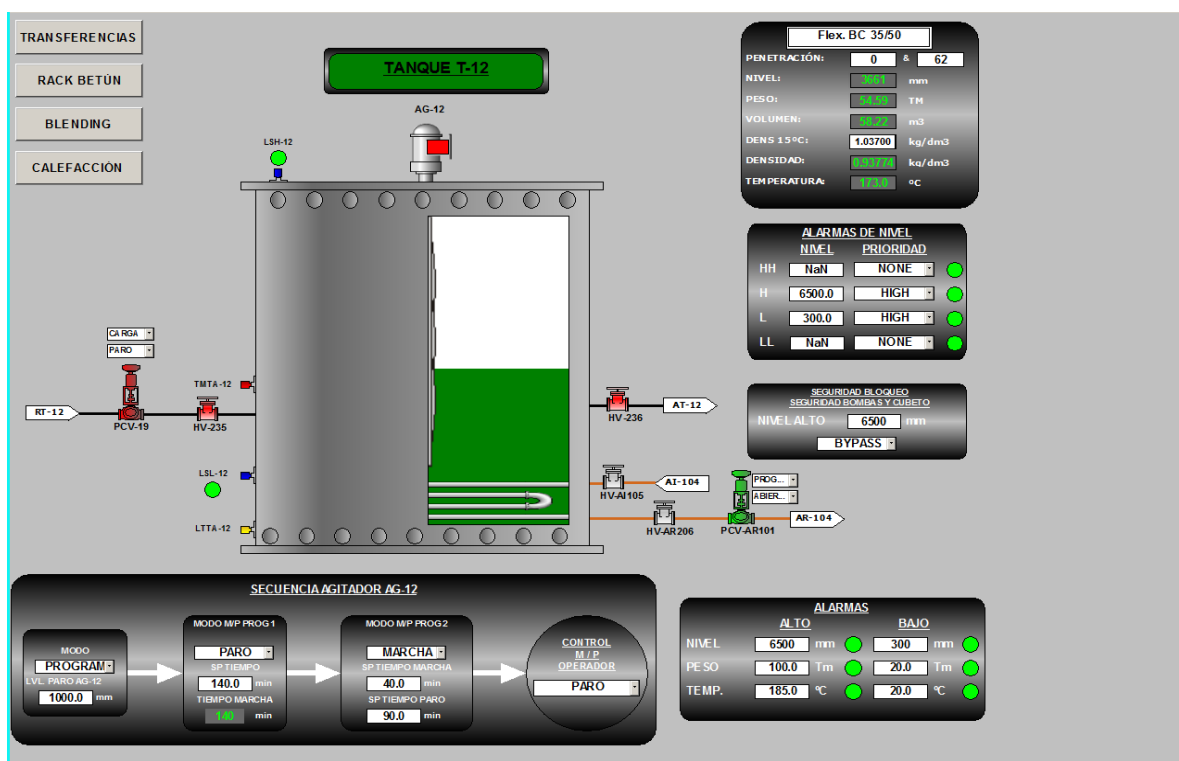 TRANSFERENCIAS
RACK BETÚN
BLENDING
CALEFACCIÓN
TANQUE T-12
AG-12
LSH-12
CARGA
PARO
TMTA-12
RT-12
PCV-19
HV-235
LSL-12
LTTA-12
HV-236
AT-12
HV-AI105
AI-104
PROG...
ABIER...
HV-AR206
PCV-AR101
AR-104
Flex. BC 35/50
PENETRACIÓN: 0 & 62
NIVEL: 3661 mm
PESO: 54.59 TM
VOLUMEN: 58.22 m3
DENS 15ºC: 1.03700 kg/dm3
DENSIDAD: 0.93774 kg/dm3
TEMPERATURA: 173.0 ºC
ALARMAS DE NIVEL
NIVEL PRIORIDAD
HH NaN NONE
H 6500.0 HIGH
L 300.0 HIGH
LL NaN NONE
SEGURIDAD BLOQUEO
SEGURIDAD BOMBAS Y CUBETO
NIVEL ALTO 6500 mm
BYPASS
SECUENCIA AGITADOR AG-12
MODO
PROGRAM
LVL. PARO AG-12
1000.0 mm
MODO M/P PROG1
PARO
SP TIEMPO
140.0 min
TIEMPO MARCHA
140 min
MODO M/P PROG2
MARCHA
SP TIEMPO MARCHA
40.0 min
SP TIEMPO PARO
90.0 min
CONTROL
M / P
OPERADOR
PARO
ALARMAS
ALTO BAJO
NIVEL 6500 mm 300 mm
PESO 100.0 Tm 20.0 Tm
TEMP. 185.0 ºC 20.0 ºC